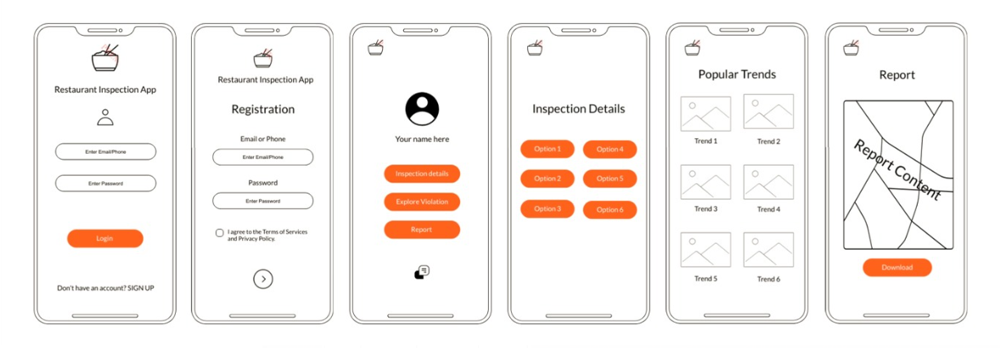 Restaurant Inspection App
Enter Email/Phone
Enter Password
Login
Don't have an account? SIGN UP
Restaurant Inspection App
Registration
Email or Phone
Enter Email/Phone
Password
Enter Password
I agree to the Terms of Services
and Privacy Policy.
Your name here
Inspection details
Explore Violation
Report
Inspection Details
Option 1
Option 4
Option 2
Option 5
Option 3
Option 6
Popular Trends
Trend 1
Trend 2
Trend 3
Trend 4
Trend 5
Trend 6
Report
Report Content
Download